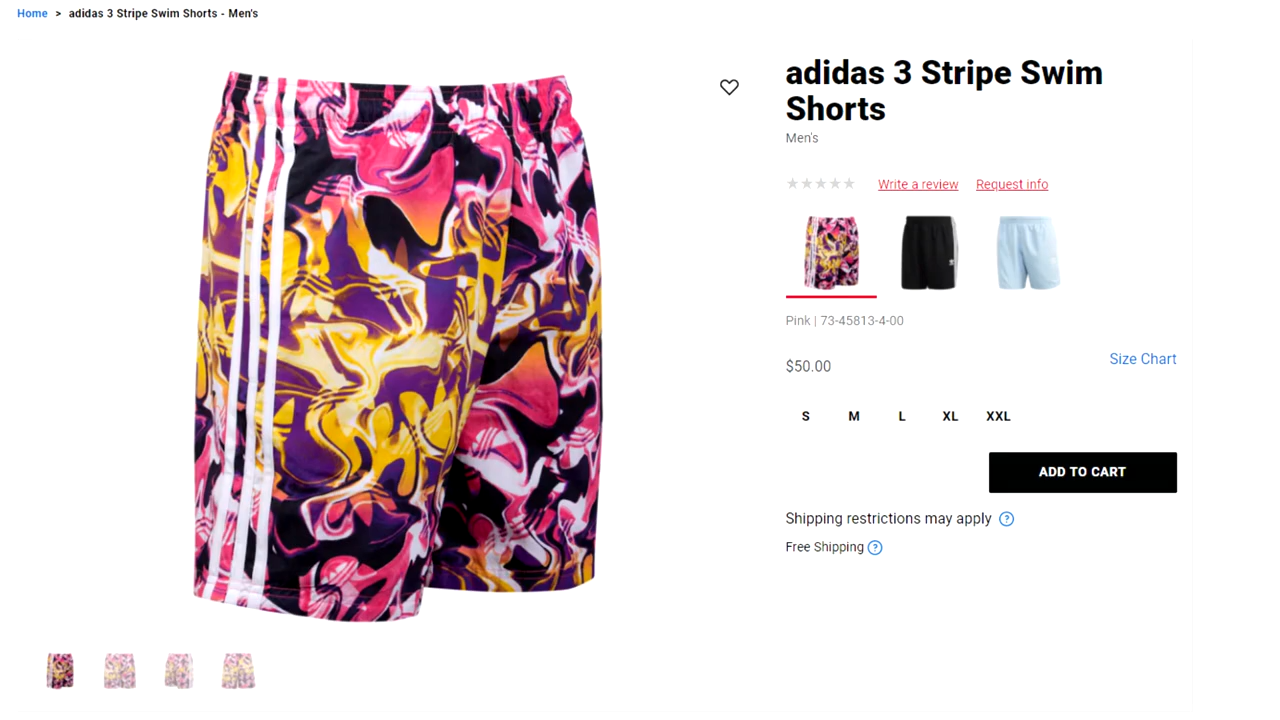 Home > adidas 3 Stripe Swim Shorts - Men's
adidas 3 Stripe Swim
Shorts
Men's
Write a review Request info
Pink | 73-45813-4-00
$50.00 Size Chart
S M L XL XXL
ADD TO CART
Shipping restrictions may apply ?
Free Shipping ?